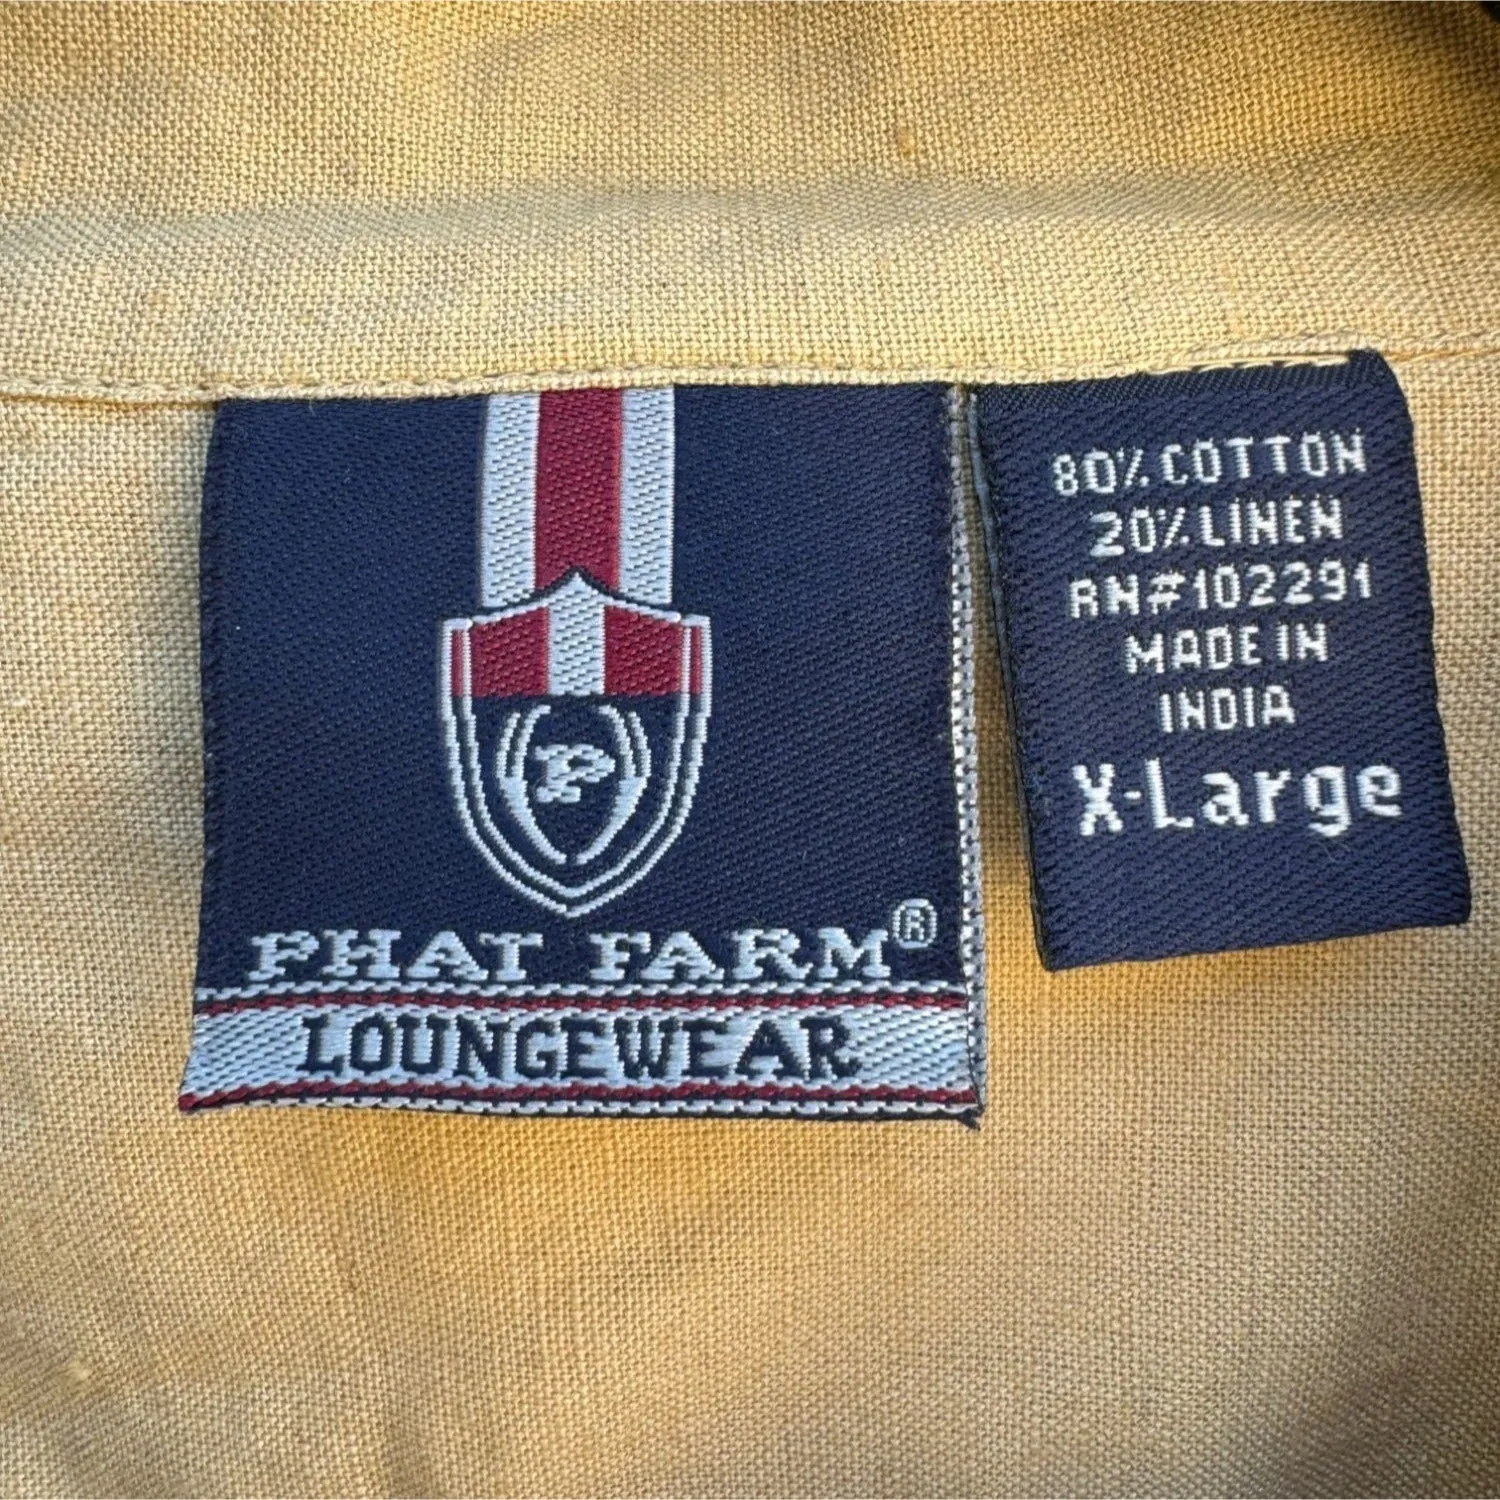 P
PHAT FARM®
LOUNGEWEAR
80% COTTON
20% LINEN
RN#102291
MADE IN
INDIA
X-Large